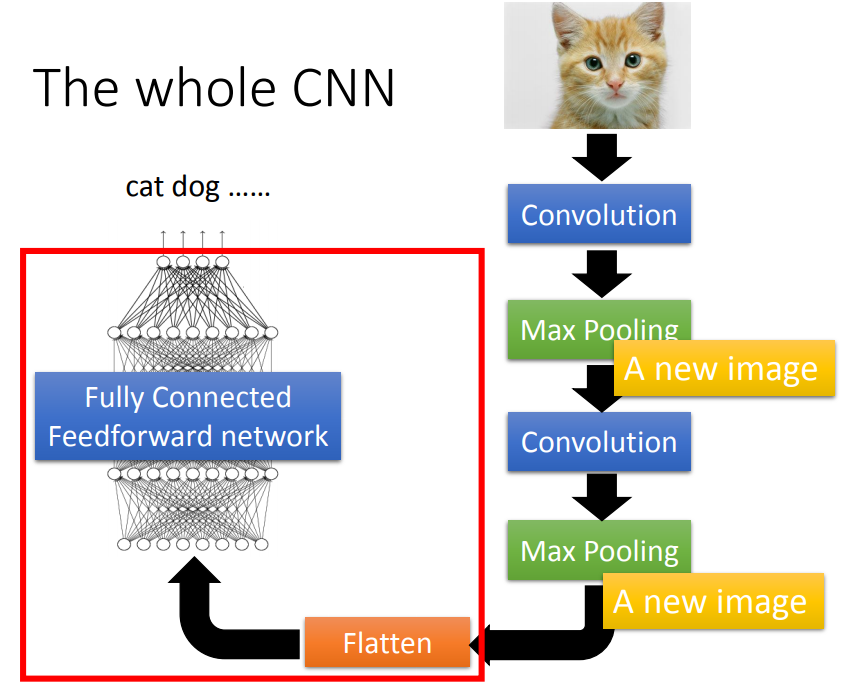 The whole CNN
cat dog ……
Convolution
Max Pooling
A new image
Convolution
Max Pooling
A new image
Flatten
Fully Connected
Feedforward network